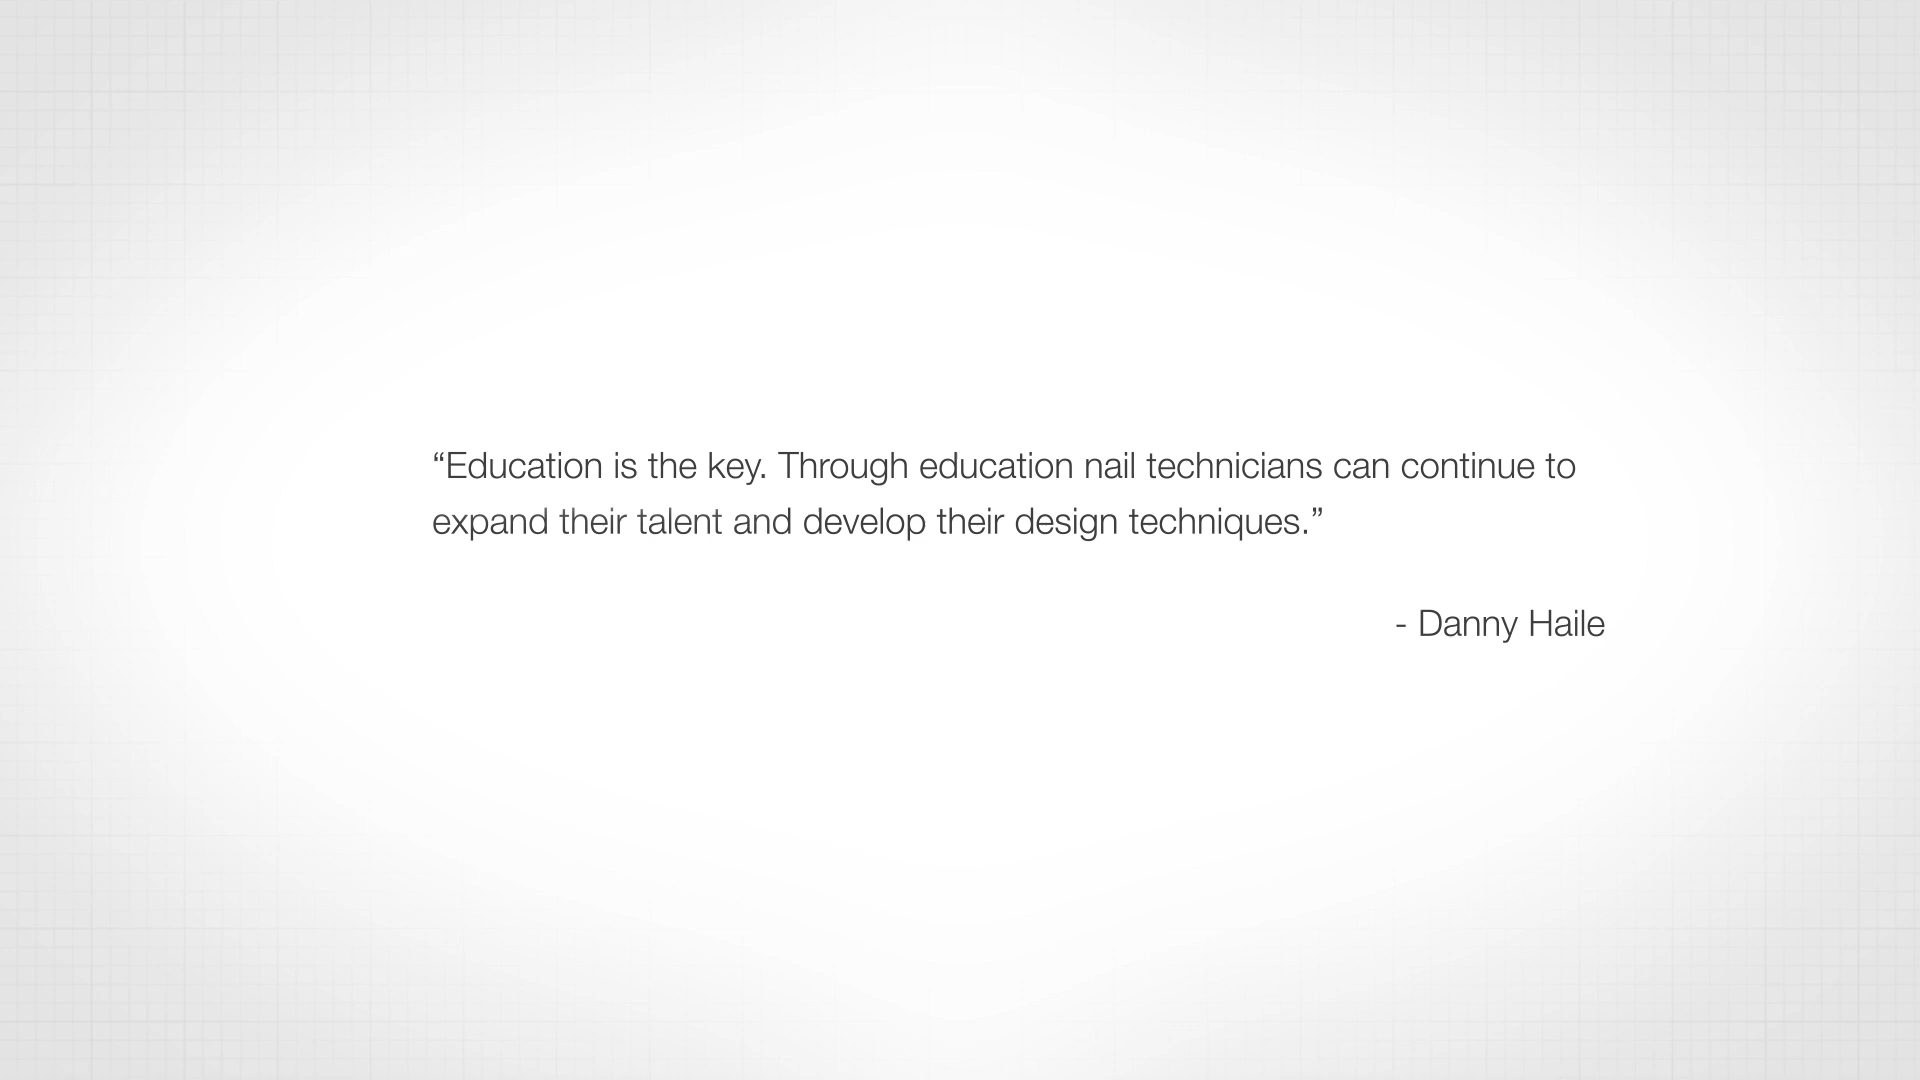 “Education is the key. Through education nail technicians can continue to
expand their talent and develop their design techniques.”
- Danny Haile